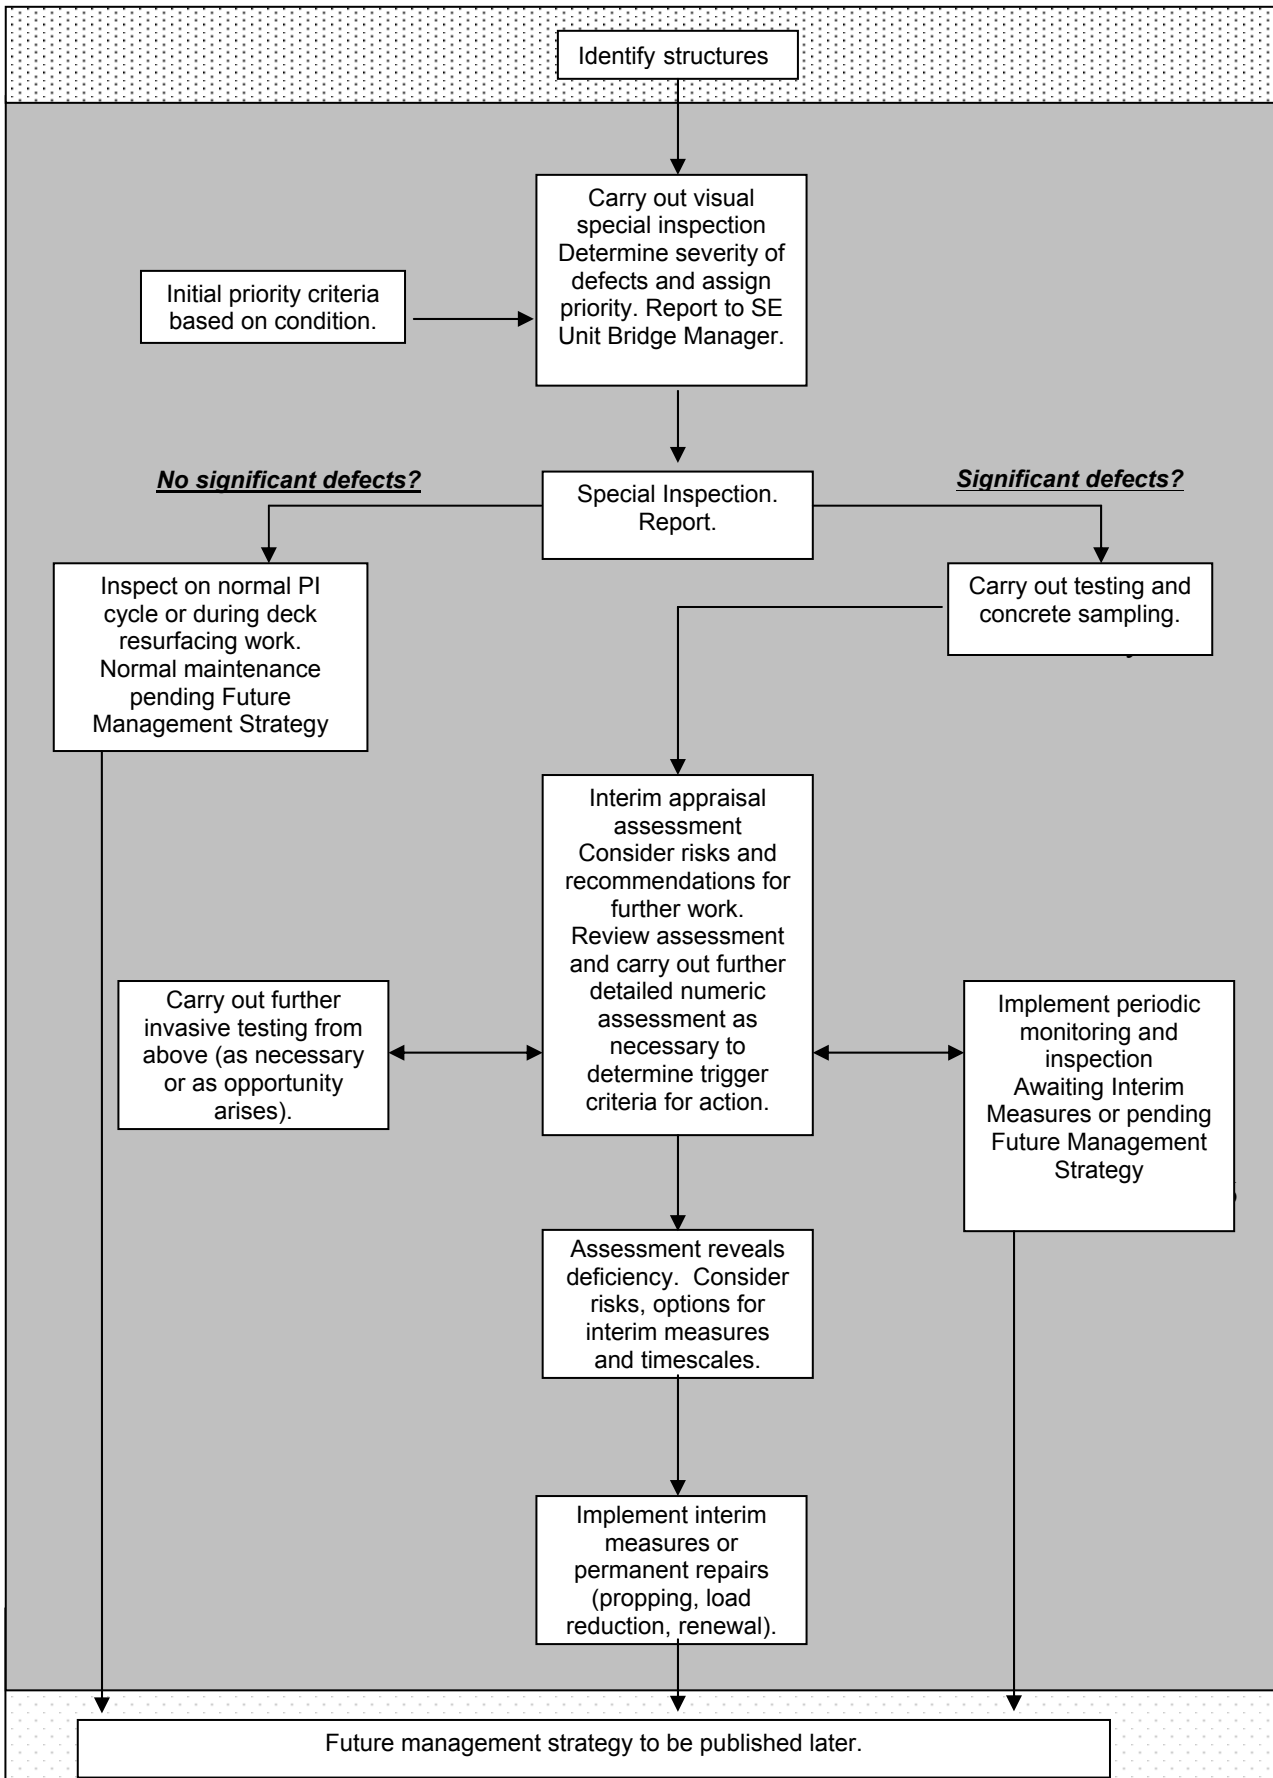 Identify structures
Carry out visual
special inspection
Determine severity of
defects and assign
priority. Report to SE
Unit Bridge Manager.
Initial priority criteria
based on condition.
No significant defects?
Significant defects?
Special Inspection.
Report.
Inspect on normal PI
cycle or during deck
resurfacing work.
Normal maintenance
pending Future
Management Strategy
Carry out testing and
concrete sampling.
Interim appraisal
assessment
Consider risks and
recommendations for
further work.
Review assessment
and carry out further
detailed numeric
assessment as
necessary to
determine trigger
criteria for action.
Carry out further
invasive testing from
above (as necessary
or as opportunity
arises).
Implement periodic
monitoring and
inspection
Awaiting Interim
Measures or pending
Future Management
Strategy
Assessment reveals
deficiency.  Consider
risks, options for
interim measures
and timescales.
Implement interim
measures or
permanent repairs
(propping, load
reduction, renewal).
Future management strategy to be published later.